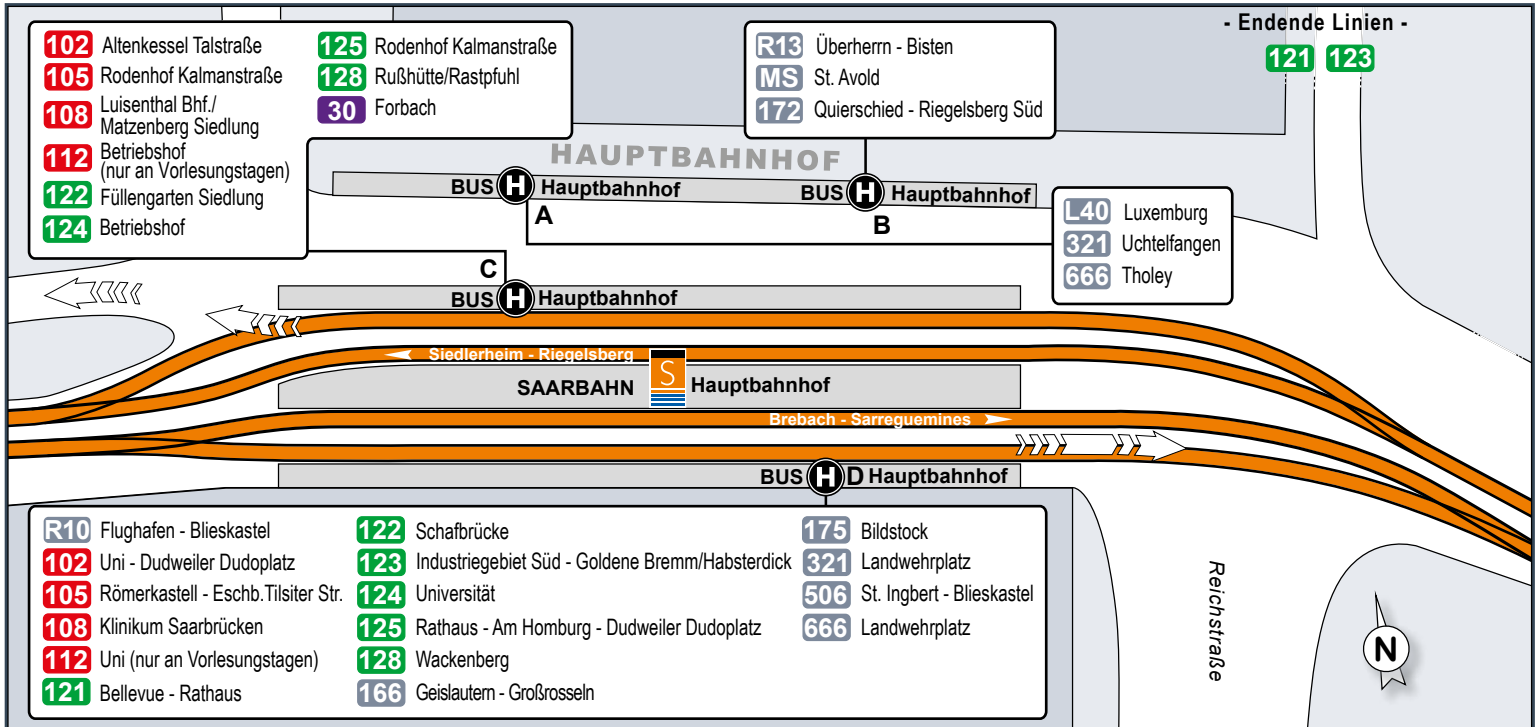 102 Altenkessel Talstraße
105 Rodenhof Kalmanstraße
108 Luisenthal Bhf./
Matzenberg Siedlung
112 Betriebshof
(nur an Vorlesungstagen)
122 Füllengarten Siedlung
124 Betriebshof
125 Rodenhof Kalmanstraße
128 Rußhütte/Rastpfuhl
30 Forbach
R13 Überherrn - Bisten
MS St. Avold
172 Quierschied - Riegelsberg Süd
- Endende Linien -
121 123
HAUPTBAHNHOF
BUS H Hauptbahnhof
A
BUS H Hauptbahnhof
B
L40 Luxemburg
321 Uchtelfangen
666 Tholey
C
BUS H Hauptbahnhof
Siedlerheim - Riegelsberg
SAARBAHN S Hauptbahnhof
Brebach - Sarreguemines
BUS H D Hauptbahnhof
R10 Flughafen - Blieskastel
102 Uni - Dudweiler Dudoplatz
105 Römerkastell - Eschb.Tilsiter Str.
108 Klinikum Saarbrücken
112 Uni (nur an Vorlesungstagen)
121 Bellevue - Rathaus
122 Schafbrücke
123 Industriegebiet Süd - Goldene Bremm/Habsterdick
124 Universität
125 Rathaus - Am Homburg - Dudweiler Dudoplatz
128 Wackenberg
166 Geislautern - Großrosseln
175 Bildstock
321 Landwehrplatz
506 St. Ingbert - Blieskastel
666 Landwehrplatz
Reichstraße
N